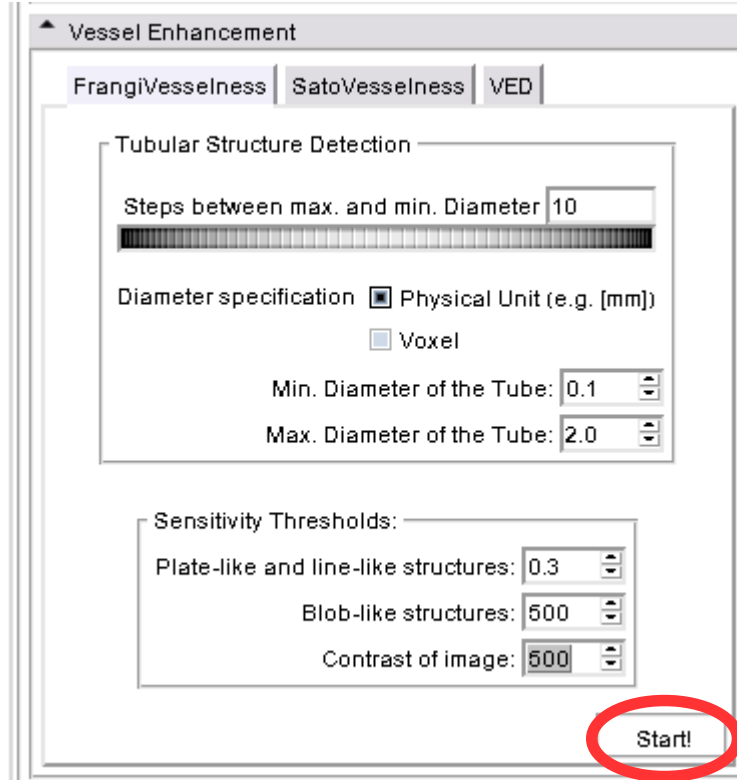 Vessel Enhancement
FrangiVesselness SatoVesselness VED
Tubular Structure Detection
Steps between max. and min. Diameter 10
Diameter specification Physical Unit (e.g. [mm])
Voxel
Min. Diameter of the Tube: 0.1
Max. Diameter of the Tube: 2.0
Sensitivity Thresholds:
Plate-like and line-like structures: 0.3
Blob-like structures: 500
Contrast of image: 500
Start!